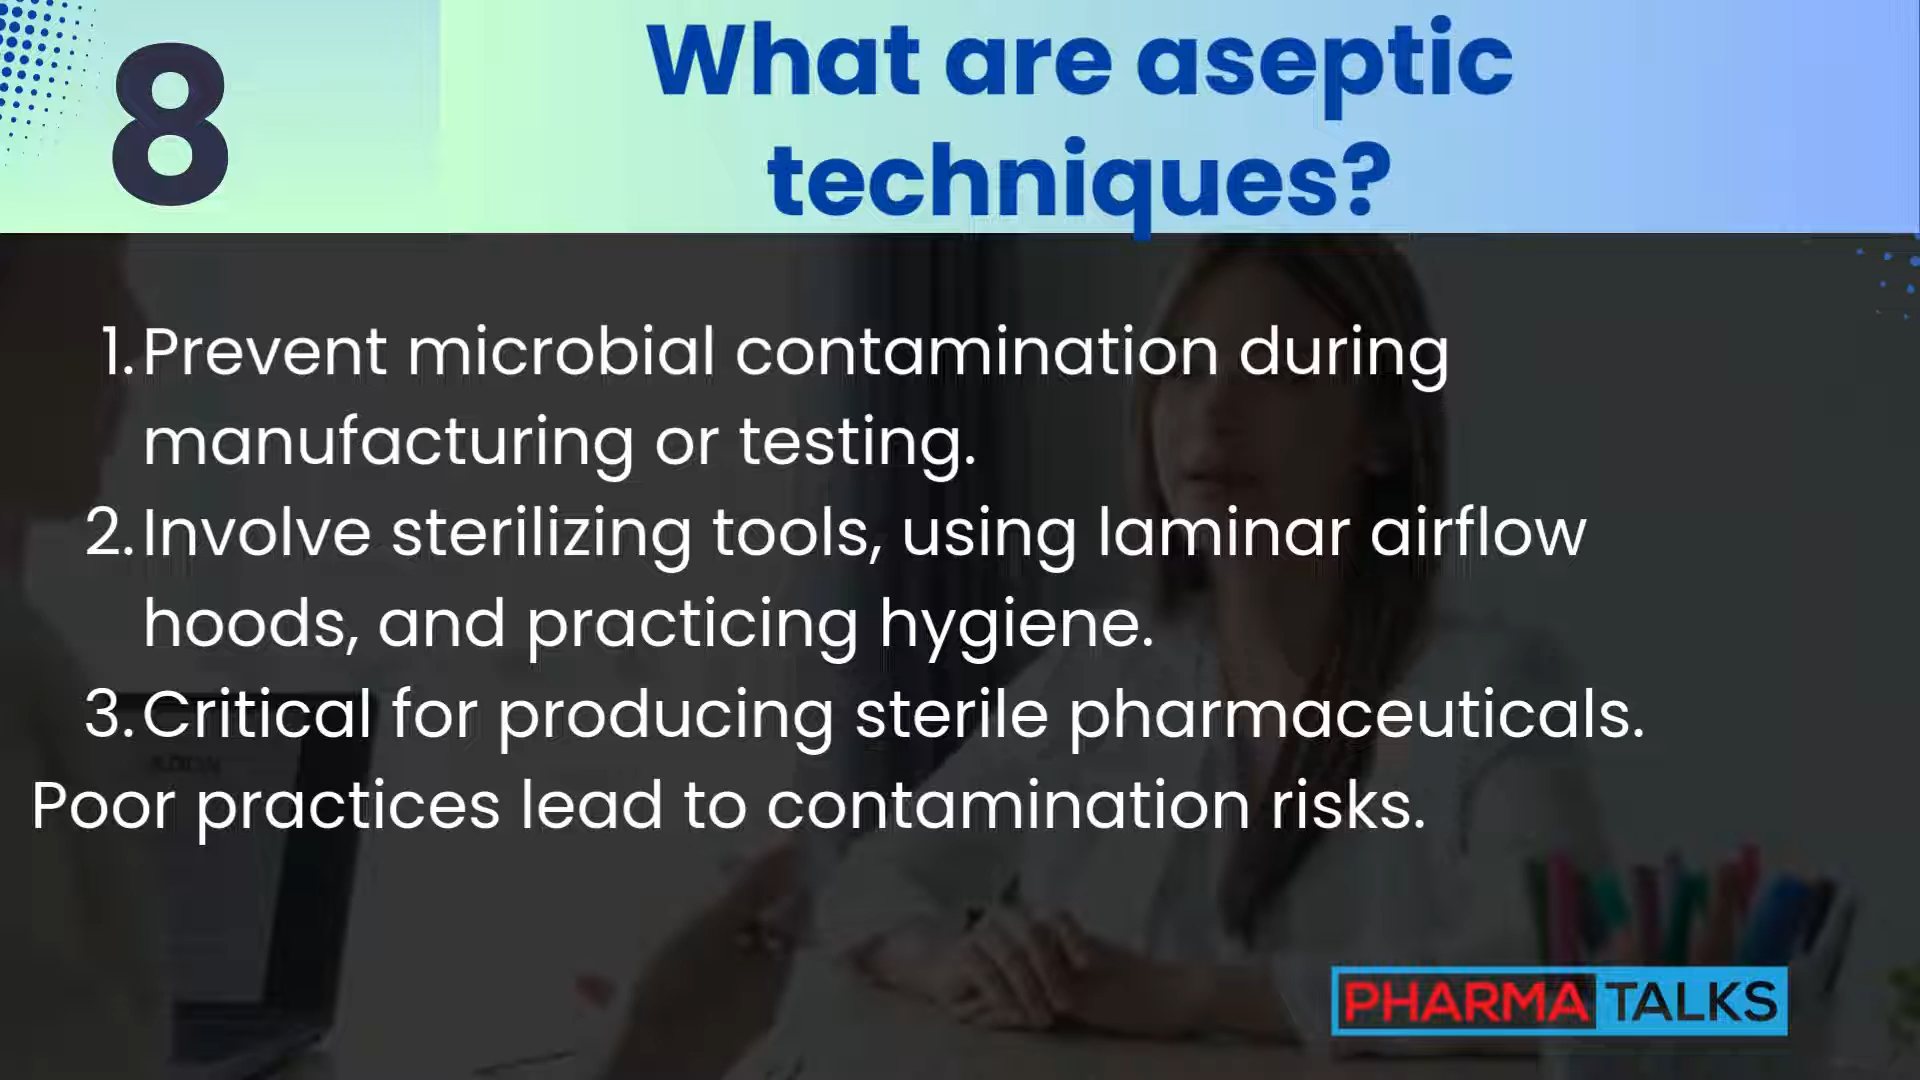 8
What are aseptic
techniques?
1. Prevent microbial contamination during
manufacturing or testing.
2. Involve sterilizing tools, using laminar airflow
hoods, and practicing hygiene.
3. Critical for producing sterile pharmaceuticals.
Poor practices lead to contamination risks.
PHARMA TALKS